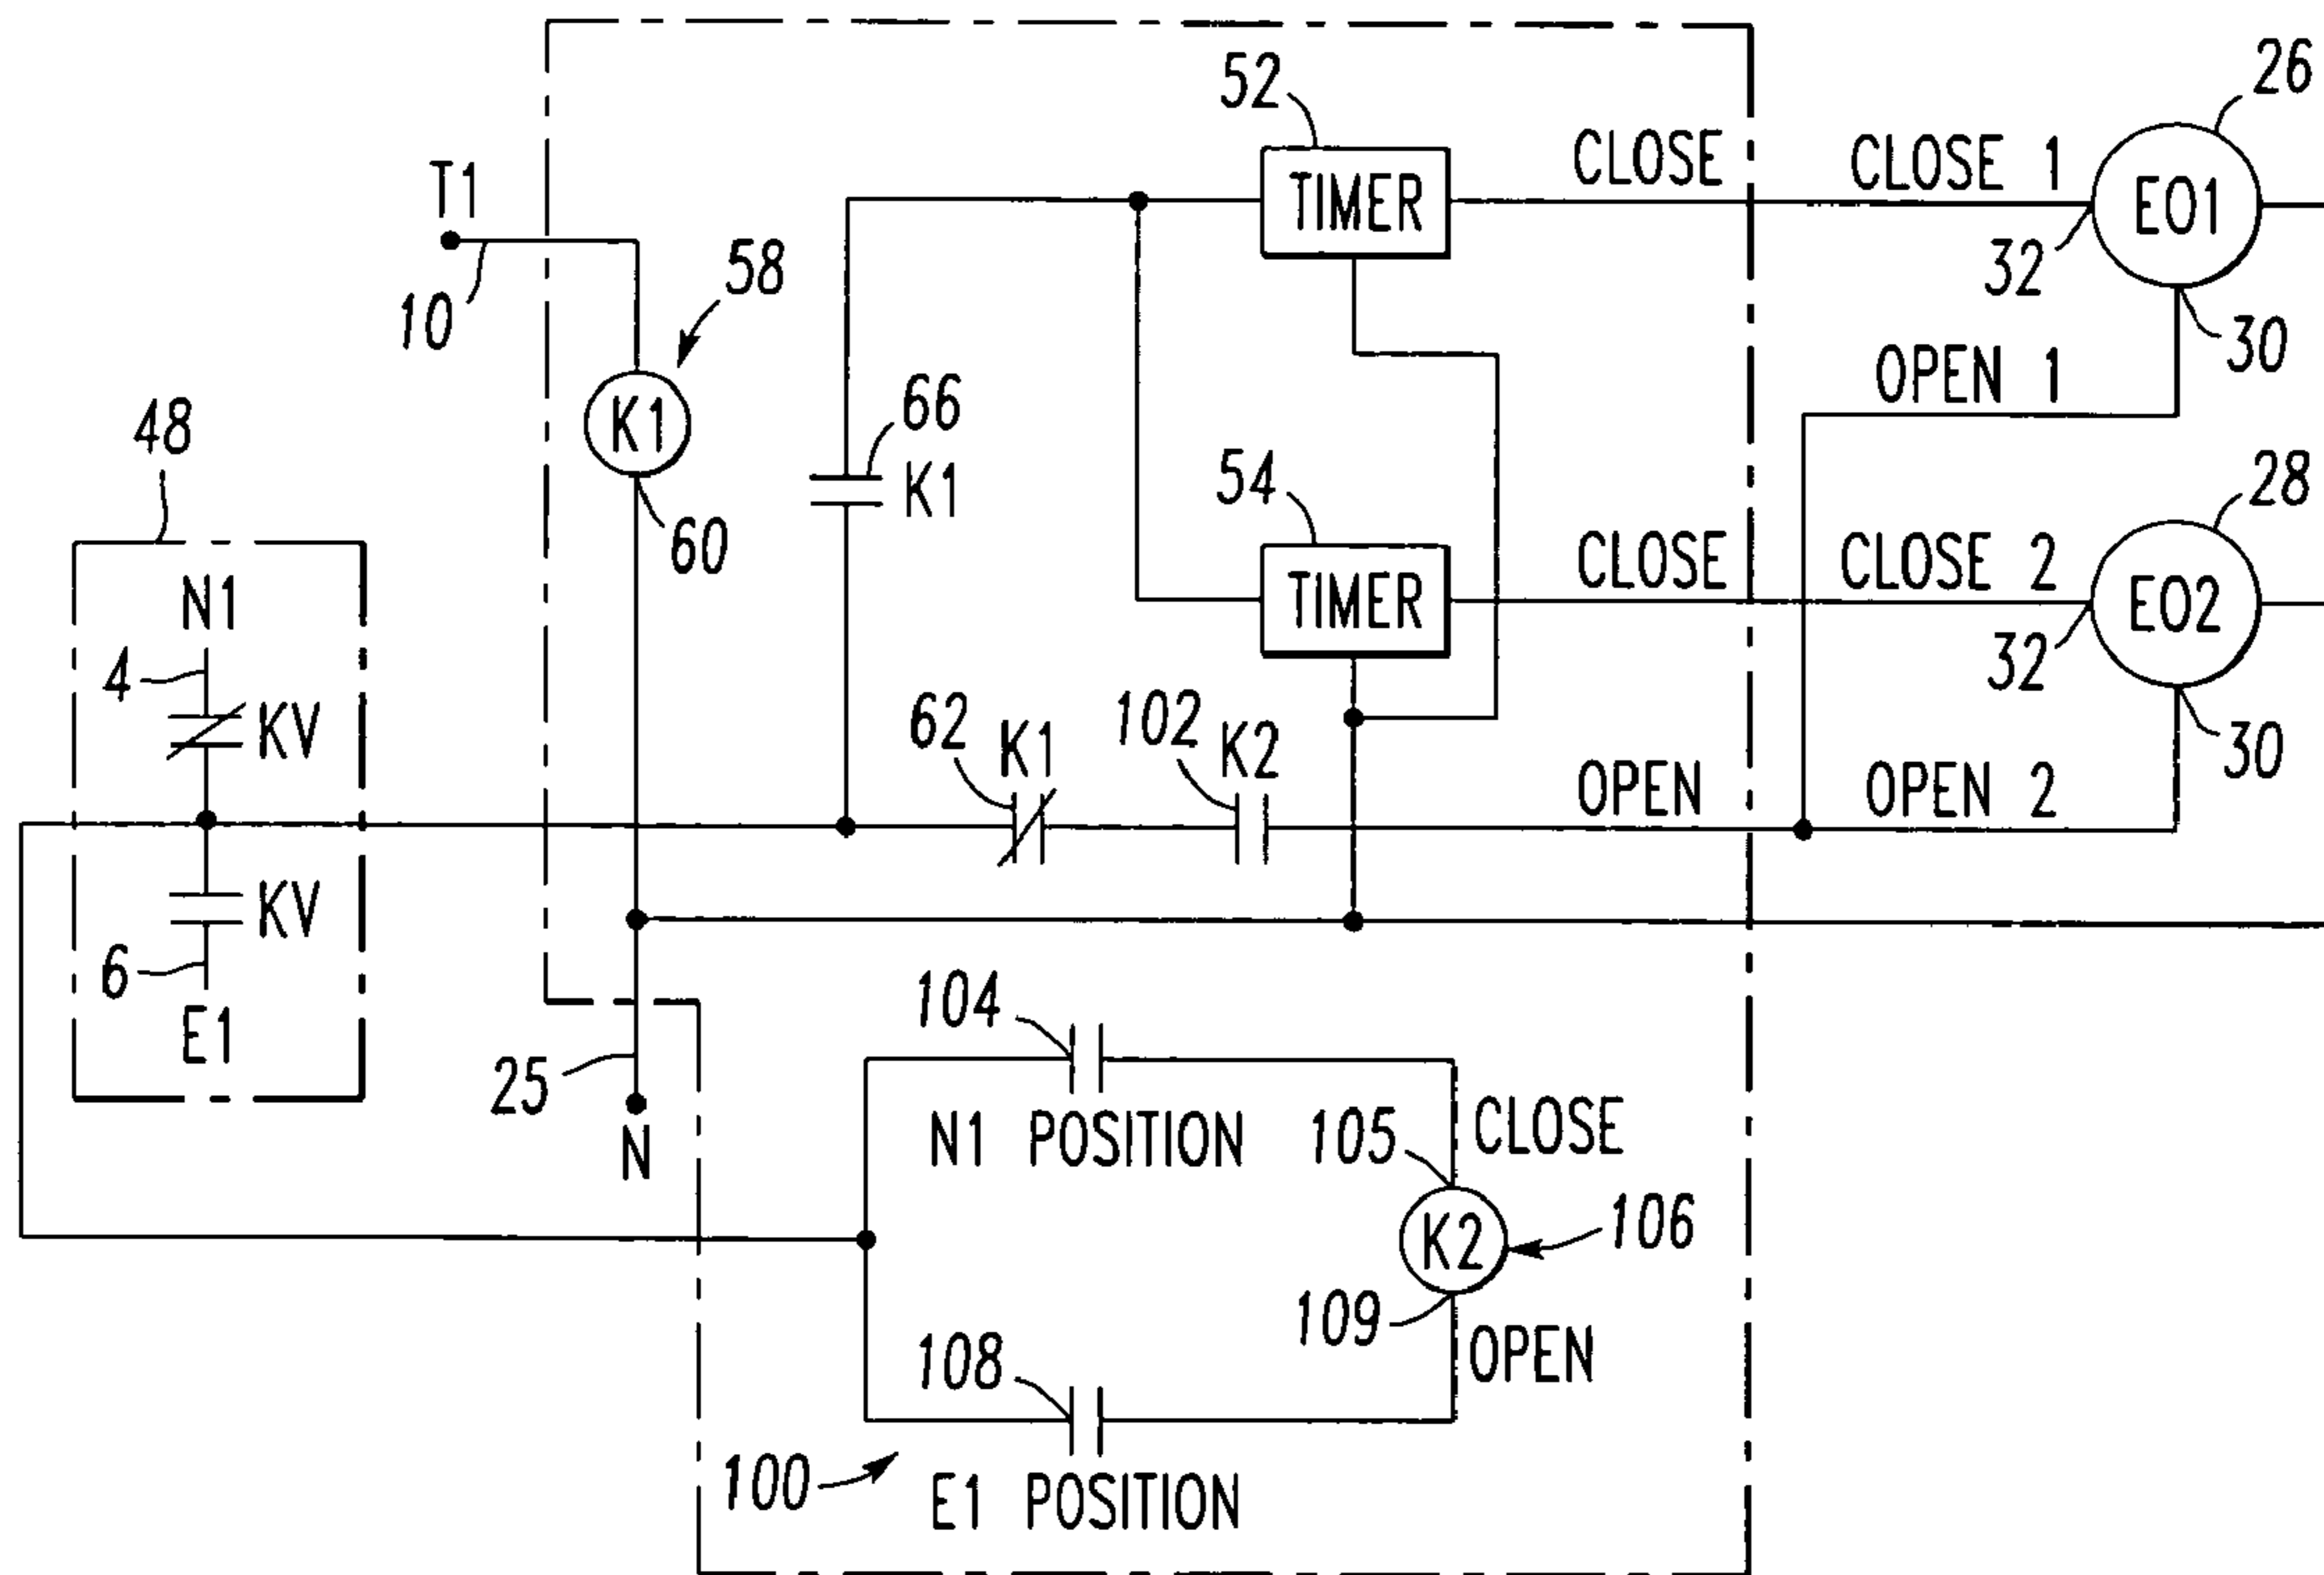 26
52
CLOSE
CLOSE 1
T1
TIMER
EO1
58
32
10
30
OPEN 1
66
K1
K1
48
54
28
60
CLOSE
CLOSE 2
N1
TIMER
EO2
4
32
62
K1
102
K2
KV
30
OPEN
OPEN 2
KV
6
104
E1
25
N1 POSITION
105
CLOSE
N
K2
106
109
108
OPEN
100
E1 POSITION